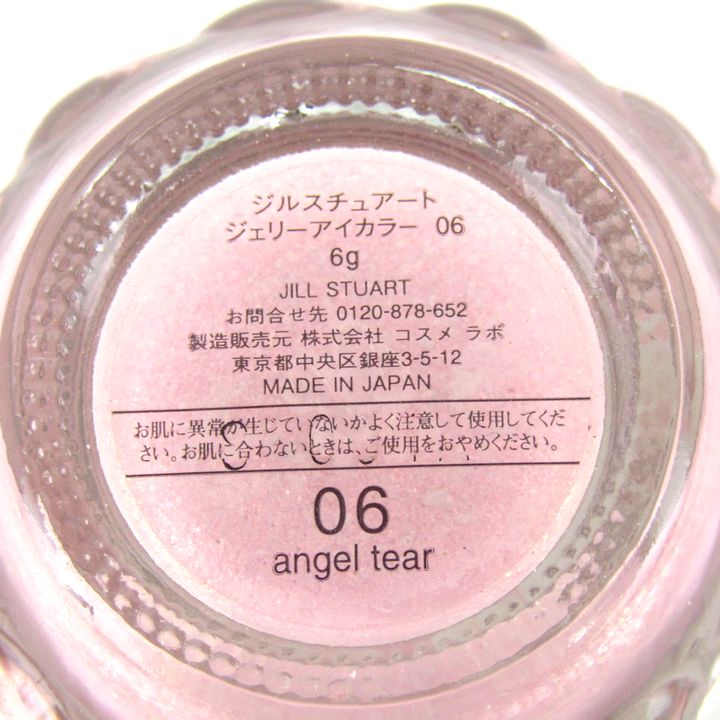 ジルスチュアート
ジェリーアイカラー 06
6g
JILL STUART
お問合せ先 0120-878-652
製造販売元 株式会社 コスメ ラボ
東京都中央区銀座3-5-12
MADE IN JAPAN
お肌に異常が生じていないかよく注意して使用してくだ
さい。お肌に合わないときは、ご使用をおやめください。
06
angel tear